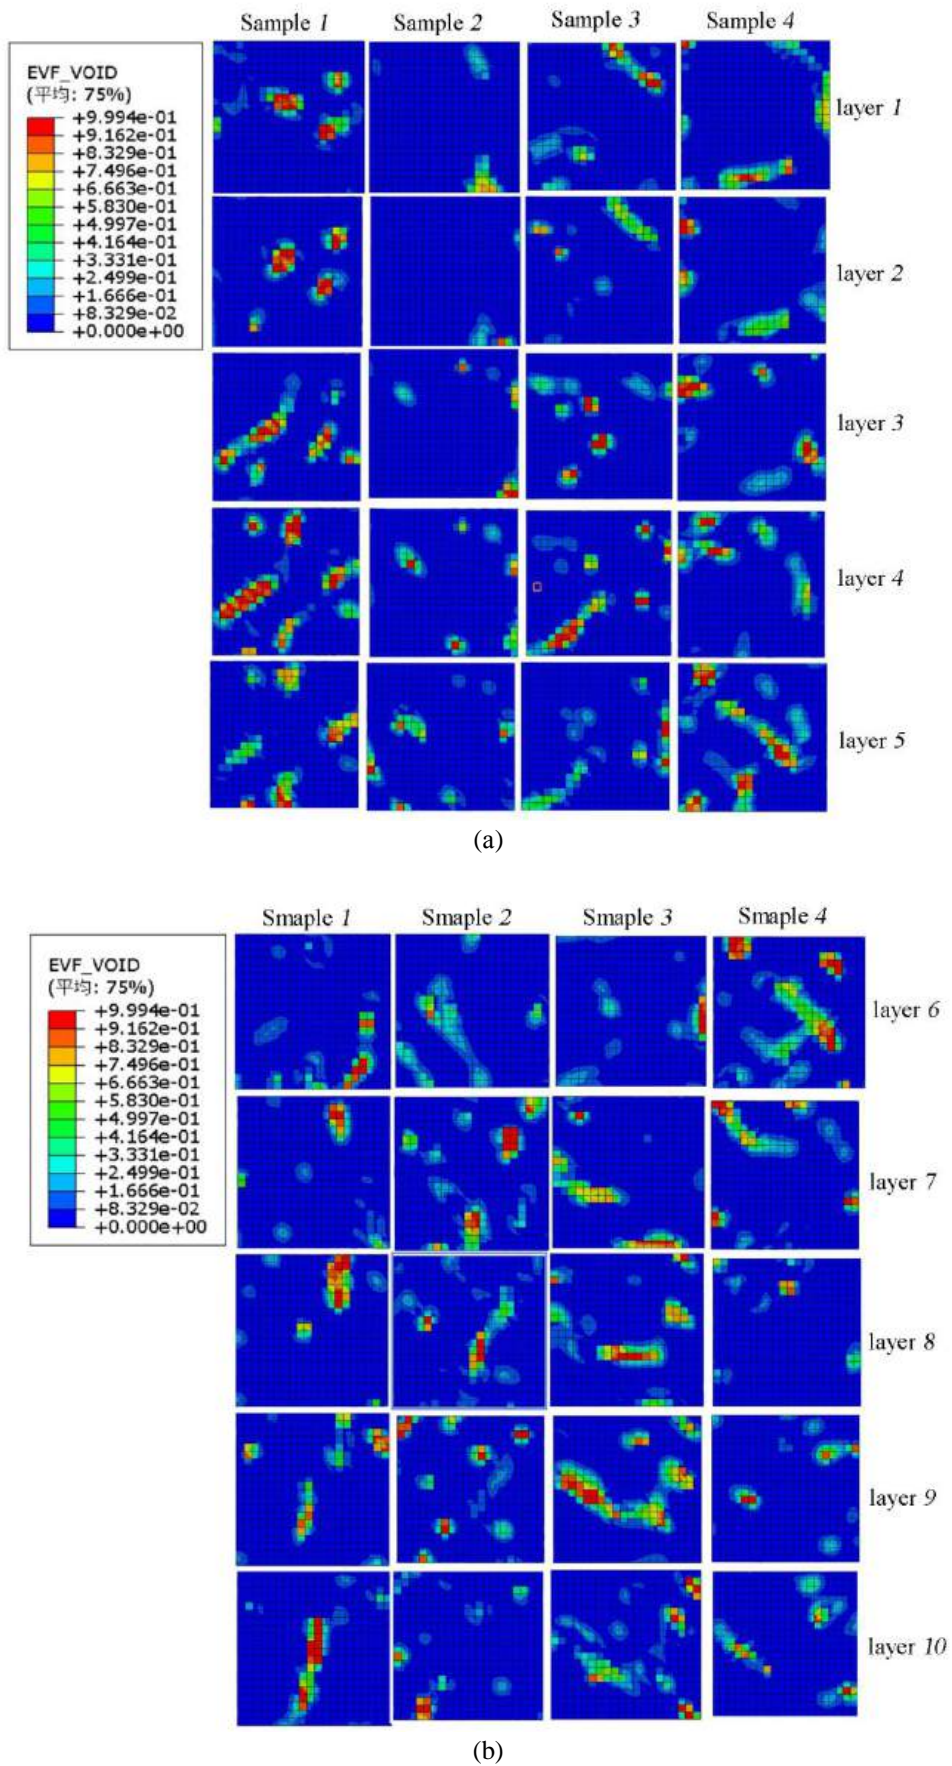 Sample 1 Sample 2 Sample 3 Sample 4
EVF_VOID
(平均: 75%)
+9.994e-01
+9.162e-01
+8.329e-01
+7.496e-01
+6.663e-01
+5.830e-01
+4.997e-01
+4.164e-01
+3.331e-01
+2.499e-01
+1.666e-01
+8.329e-02
+0.000e+00
layer 1
layer 2
layer 3
layer 4
layer 5
(a)
Smaple 1 Smaple 2 Smaple 3 Smaple 4
EVF_VOID
(平均: 75%)
+9.994e-01
+9.162e-01
+8.329e-01
+7.496e-01
+6.663e-01
+5.830e-01
+4.997e-01
+4.164e-01
+3.331e-01
+2.499e-01
+1.666e-01
+8.329e-02
+0.000e+00
layer 6
layer 7
layer 8
layer 9
layer 10
(b)